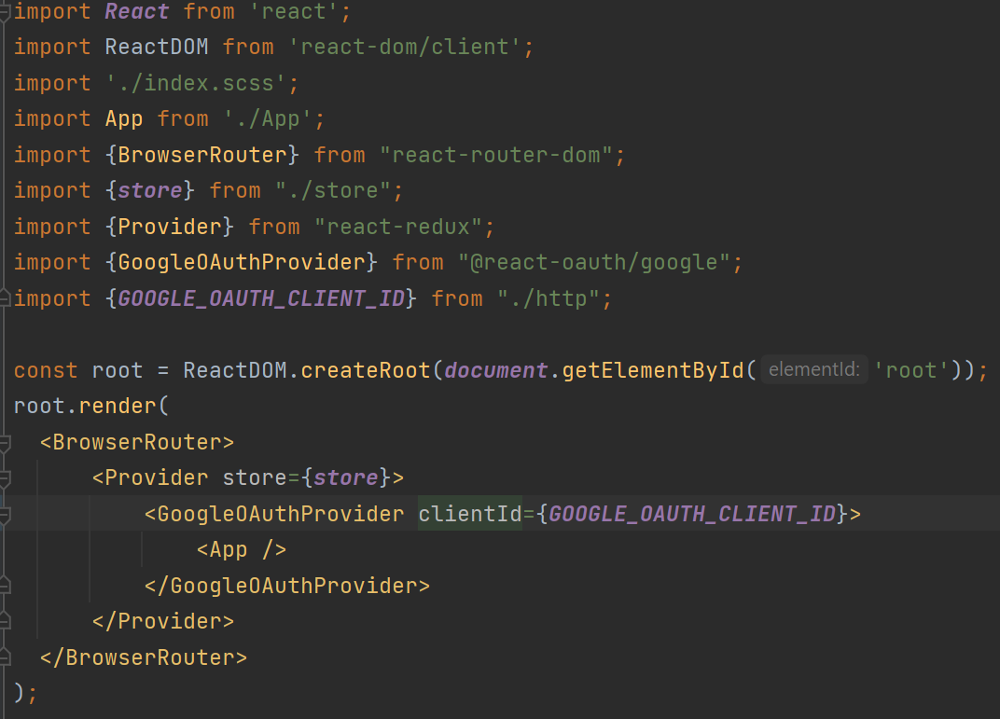 import React from 'react';
import ReactDOM from 'react-dom/client';
import './index.scss';
import App from './App';
import {BrowserRouter} from "react-router-dom";
import {store} from "./store";
import {Provider} from "react-redux";
import {GoogleOAuthProvider} from "@react-oauth/google";
import {GOOGLE_OAUTH_CLIENT_ID} from "./http";

const root = ReactDOM.createRoot(document.getElementById( elementId: 'root'));
root.render(
  <BrowserRouter>
      <Provider store={store}>
          <GoogleOAuthProvider clientId={GOOGLE_OAUTH_CLIENT_ID}>
              <App />
          </GoogleOAuthProvider>
      </Provider>
  </BrowserRouter>
);